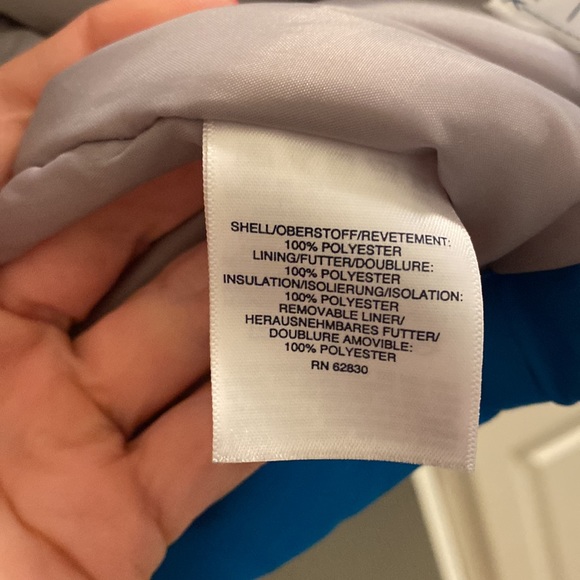 SHELL/OBERSTOFF/REVETEMENT:
100% POLYESTER
LINING/FUTTER/DOUBLURE:
100% POLYESTER
INSULATION/ISOLIERUNG/ISOLATION:
100% POLYESTER
REMOVABLE LINER/
HERAUSNEHMBARES FUTTER/
DOUBLURE AMOVIBLE:
100% POLYESTER
RN 62830